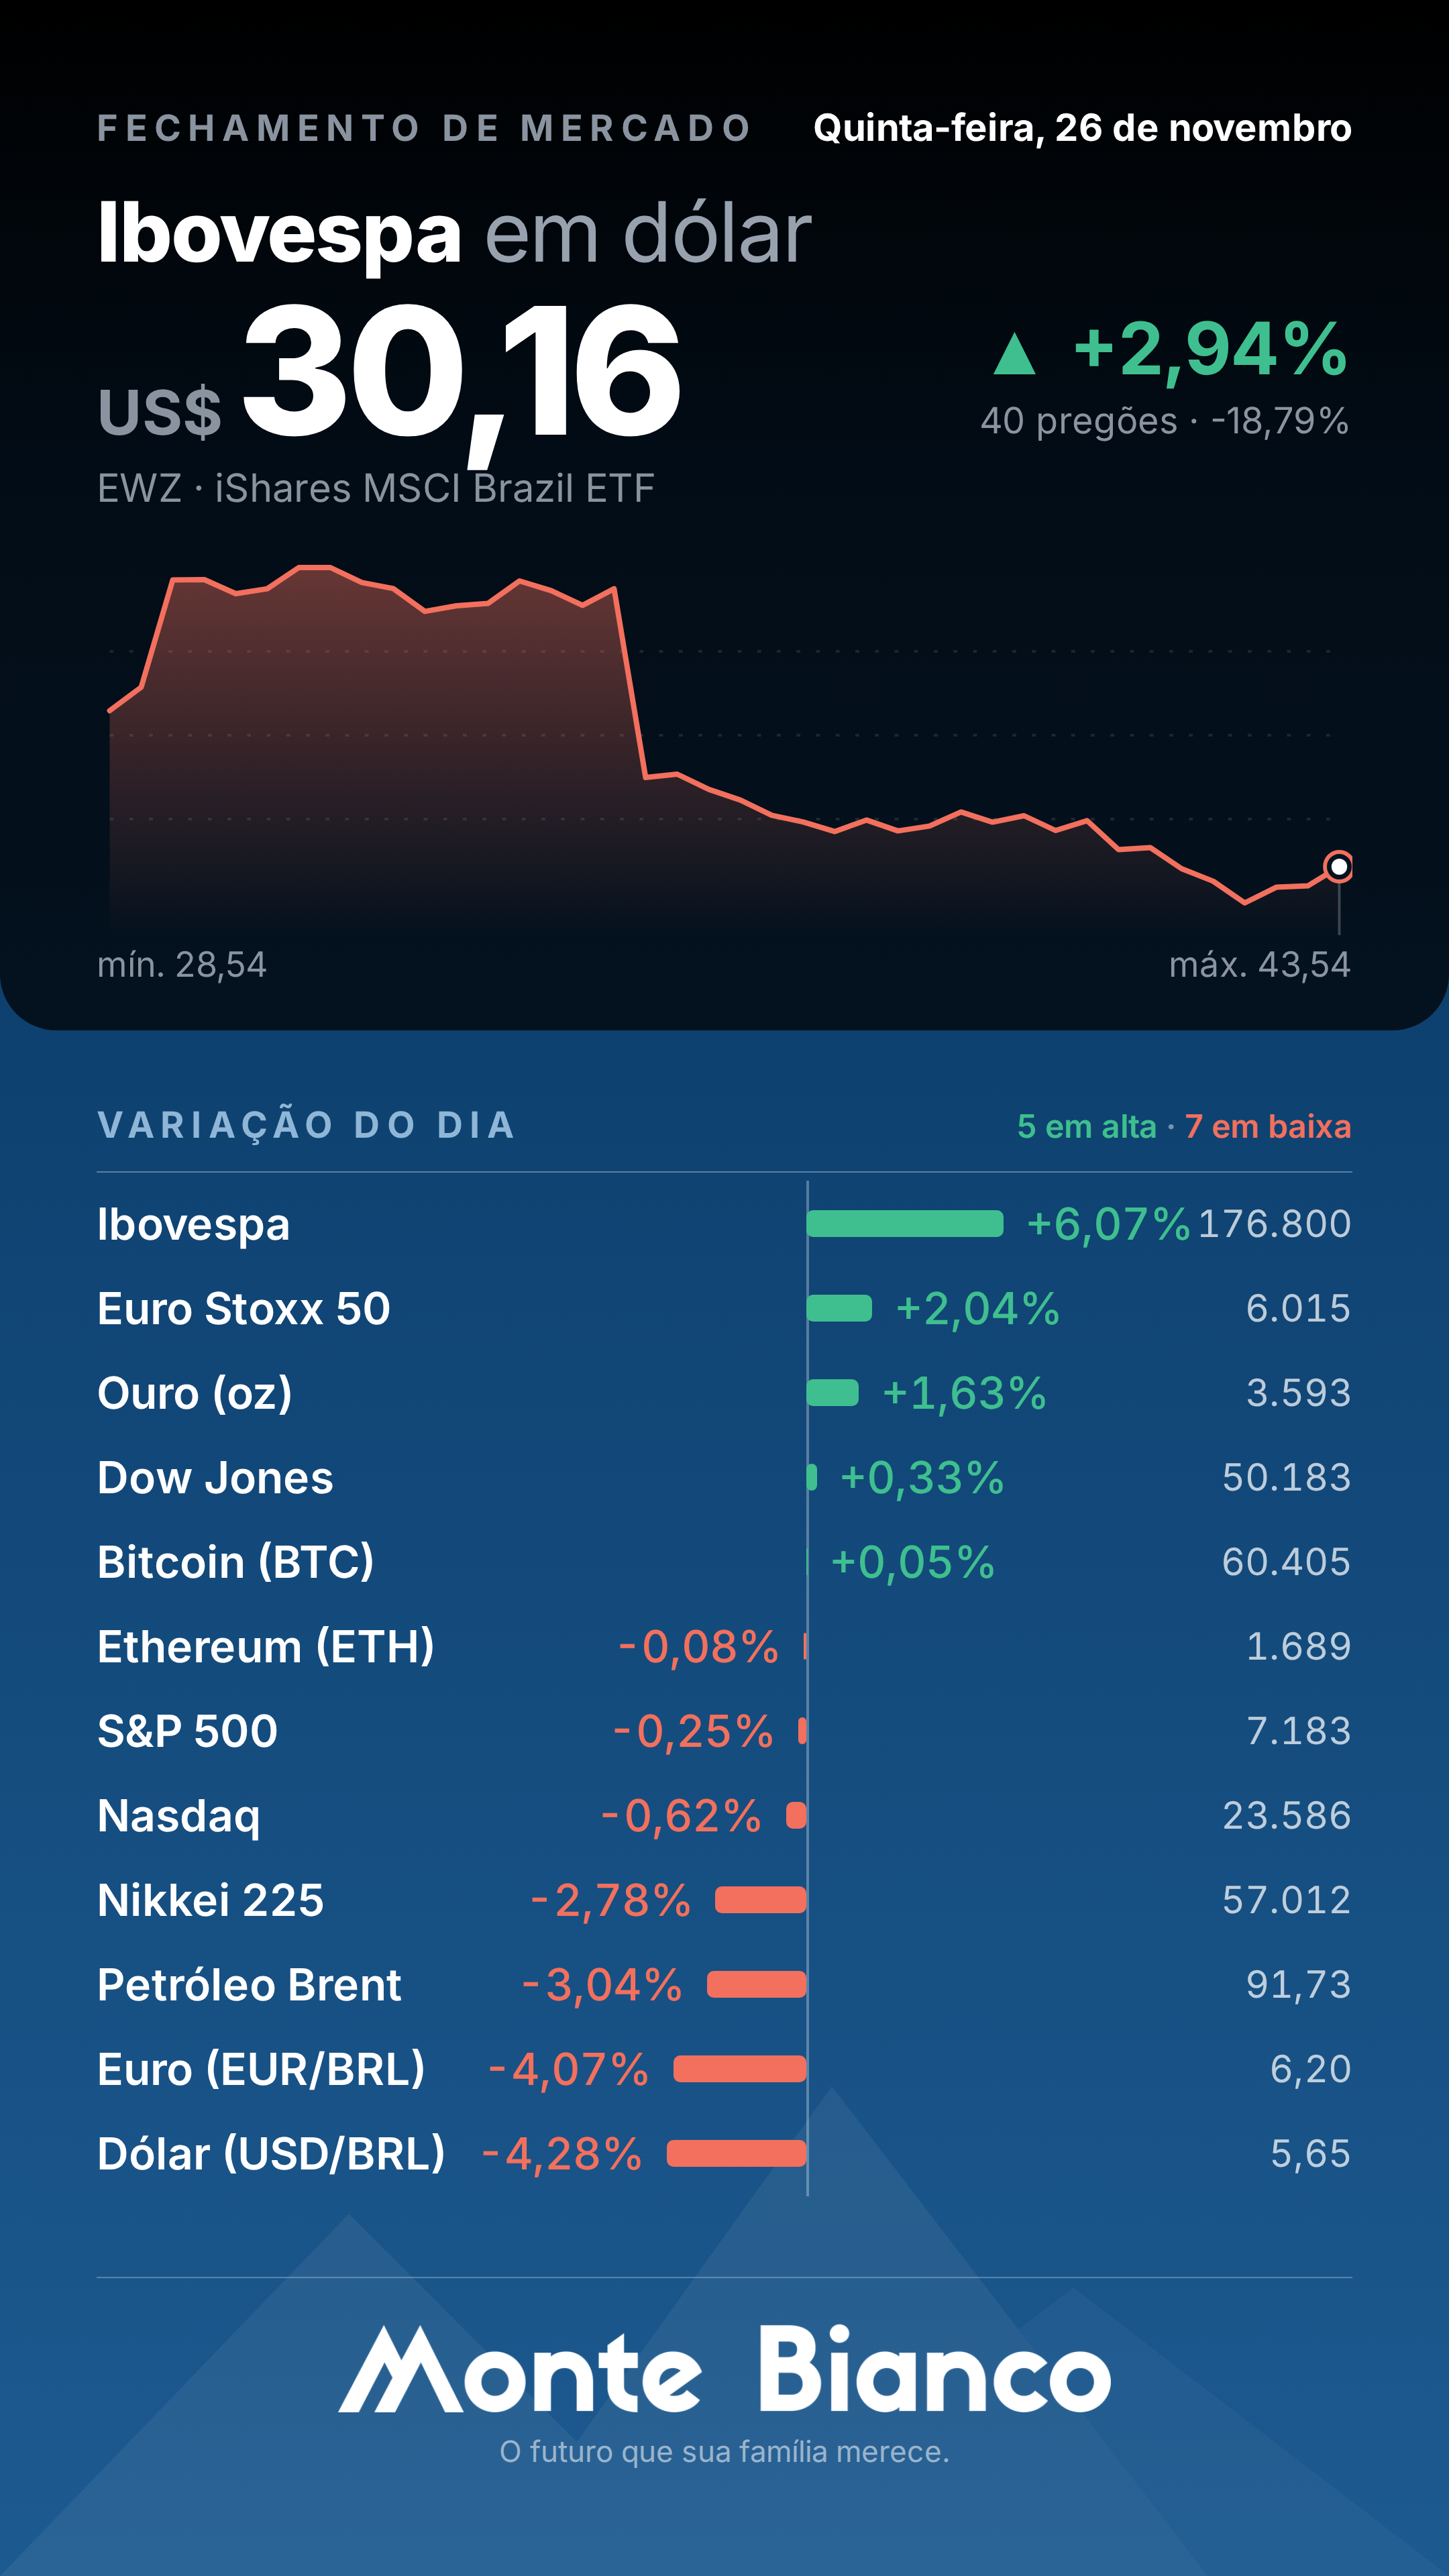 FECHAMENTO DE MERCADO Quinta-feira, 26 de novembro
Ibovespa em dólar
US$ 30,16 ▲ +2,94%
40 pregões · -18,79%
EWZ · iShares MSCI Brazil ETF
mín. 28,54 máx. 43,54
VARIAÇÃO DO DIA 5 em alta · 7 em baixa
Ibovespa +6,07% 176.800
Euro Stoxx 50 +2,04% 6.015
Ouro (oz) +1,63% 3.593
Dow Jones +0,33% 50.183
Bitcoin (BTC) +0,05% 60.405
Ethereum (ETH) -0,08% 1.689
S&P 500 -0,25% 7.183
Nasdaq -0,62% 23.586
Nikkei 225 -2,78% 57.012
Petróleo Brent -3,04% 91,73
Euro (EUR/BRL) -4,07% 6,20
Dólar (USD/BRL) -4,28% 5,65
Monte Bianco
O futuro que sua família merece.